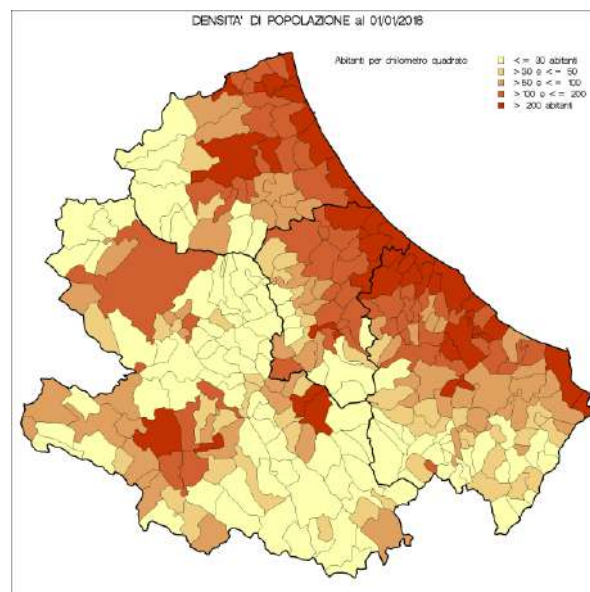 DENSITA' DI POPOLAZIONE al 01/01/2018
Abitanti per chilometro quadrato
<= 30 abitanti
>30 e <= 50
>50 e <= 100
>100 e <= 200
> 200 abitanti